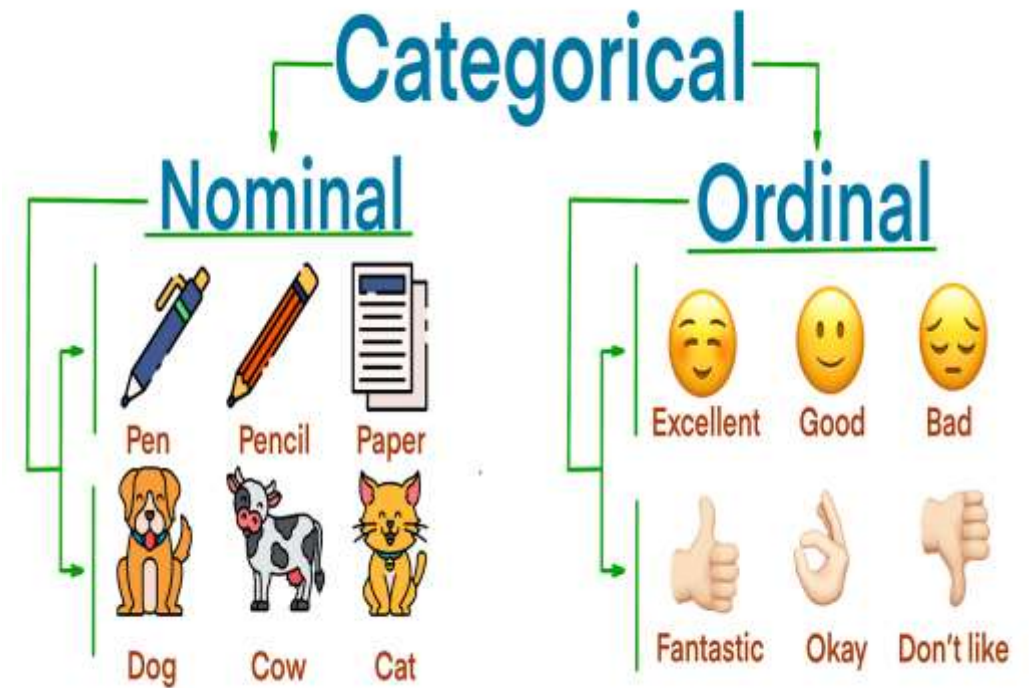 Categorical
Nominal
Ordinal
Pen Pencil Paper
Excellent Good Bad
Dog Cow Cat
Fantastic Okay Don't like